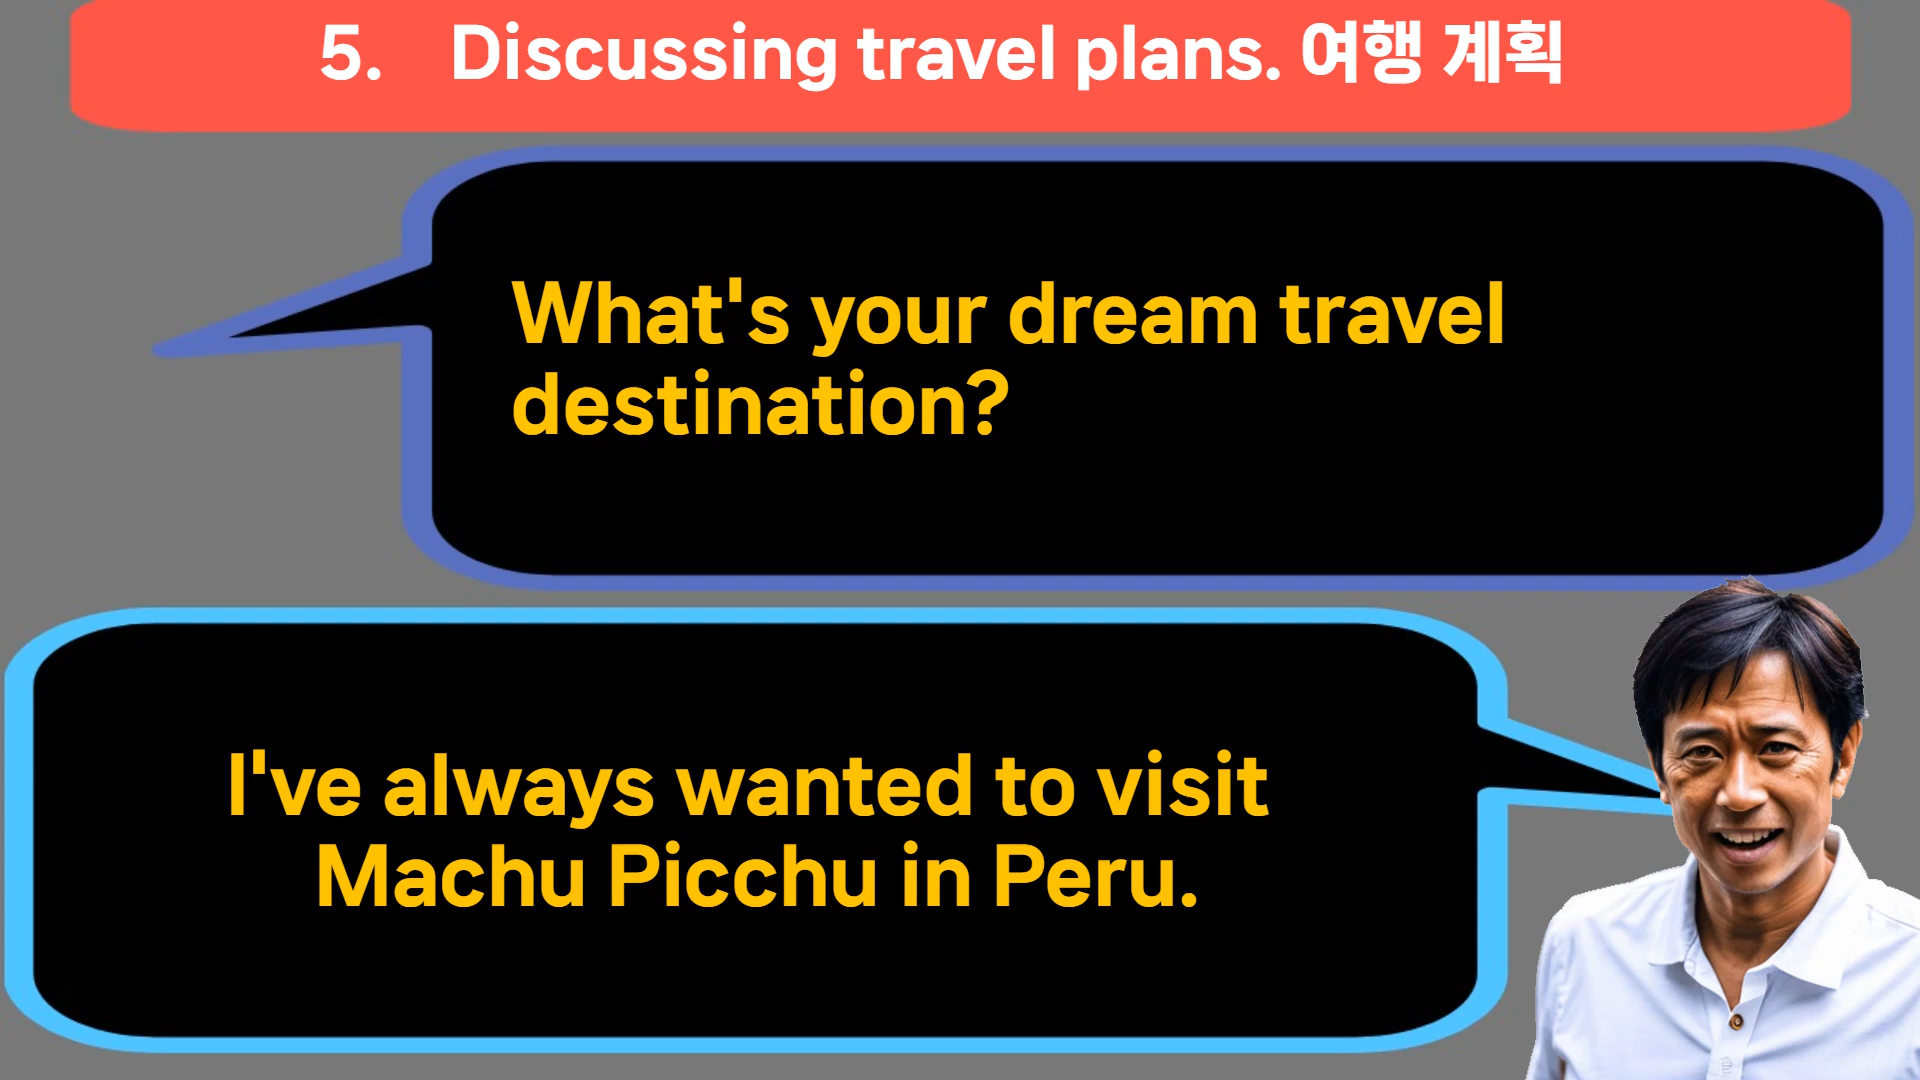 5. Discussing travel plans. 여행 계획
What's your dream travel
destination?
I've always wanted to visit
Machu Picchu in Peru.